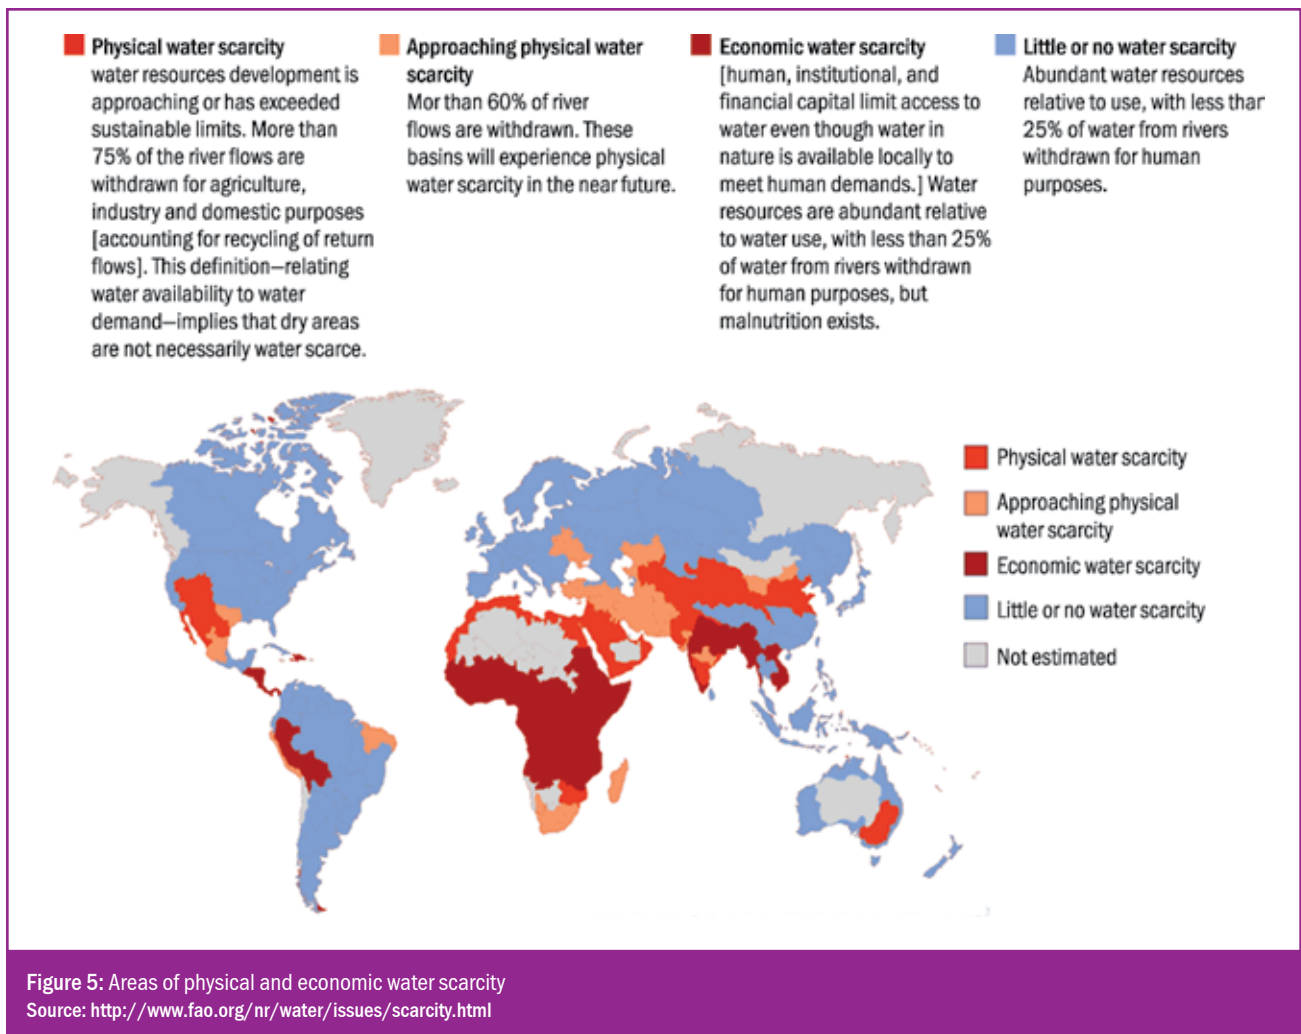 Physical water scarcity
water resources development is
approaching or has exceeded
sustainable limits. More than
75% of the river flows are
withdrawn for agriculture,
industry and domestic purposes
[accounting for recycling of return
flows]. This definition—relating
water availability to water
demand—implies that dry areas
are not necessarily water scarce.
Approaching physical water
scarcity
Mor than 60% of river
flows are withdrawn. These
basins will experience physical
water scarcity in the near future.
Economic water scarcity
[human, institutional, and
financial capital limit access to
water even though water in
nature is available locally to
meet human demands.] Water
resources are abundant relative
to water use, with less than 25%
of water from rivers withdrawn
for human purposes, but
malnutrition exists.
Little or no water scarcity
Abundant water resources
relative to use, with less than
25% of water from rivers
withdrawn for human
purposes.
Physical water scarcity
Approaching physical
water scarcity
Economic water scarcity
Little or no water scarcity
Not estimated
Figure 5: Areas of physical and economic water scarcity
Source: http://www.fao.org/nr/water/issues/scarcity.html